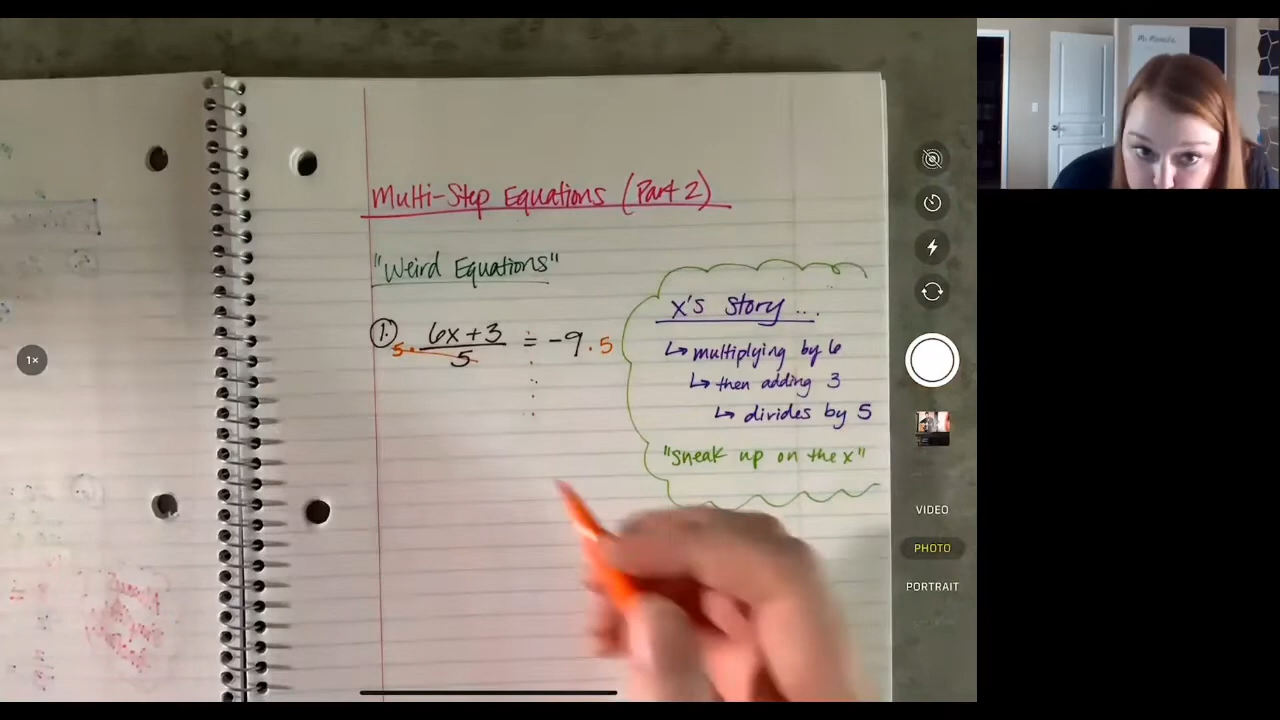 Multi-Step Equations (Part 2)
"Weird Equations"
1. 6x+3 = -9 . 5
5 . 5
x's story ...
↳ multiplying by 6
↳ then adding 3
↳ divides by 5
"sneak up on the x"
1×
VIDEO
PHOTO
PORTRAIT